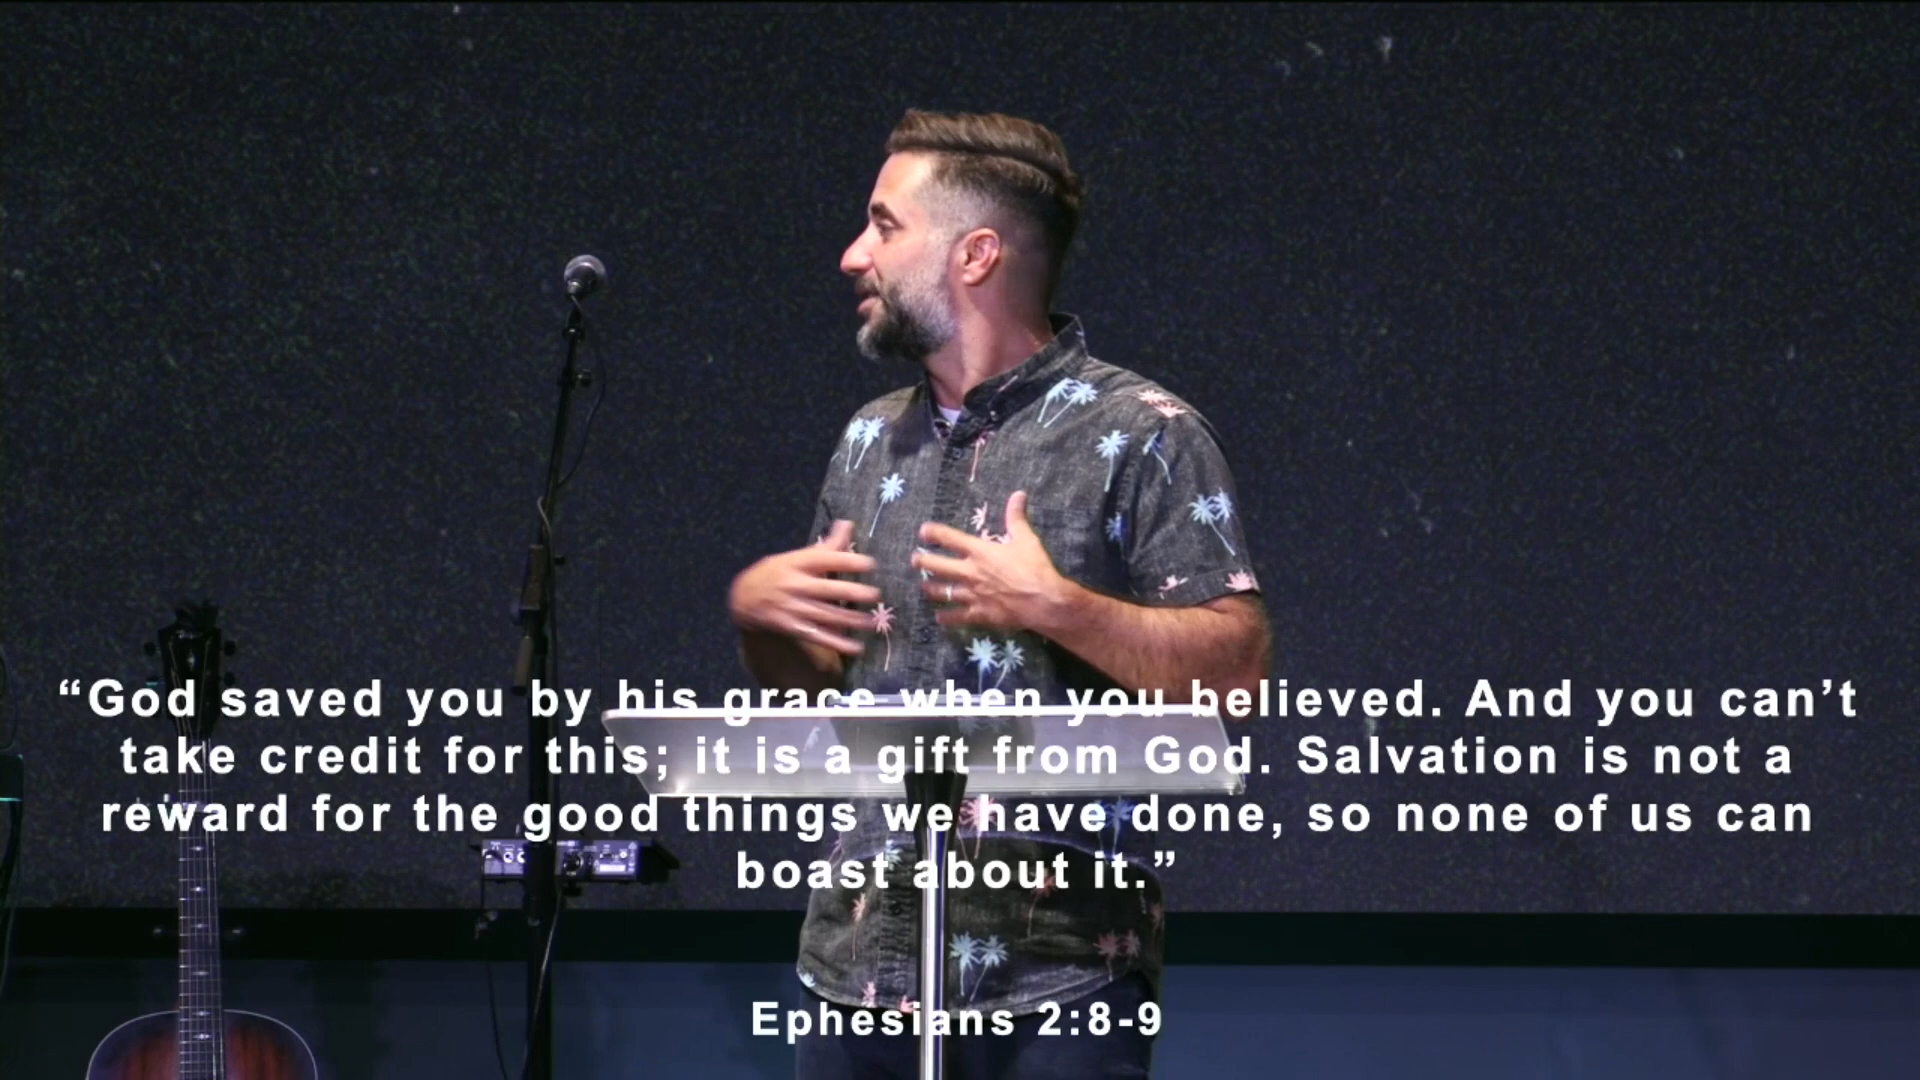 “God saved you by his grace when you believed. And you can’t
take credit for this; it is a gift from God. Salvation is not a
reward for the good things we have done, so none of us can
boast about it.”
Ephesians 2:8-9